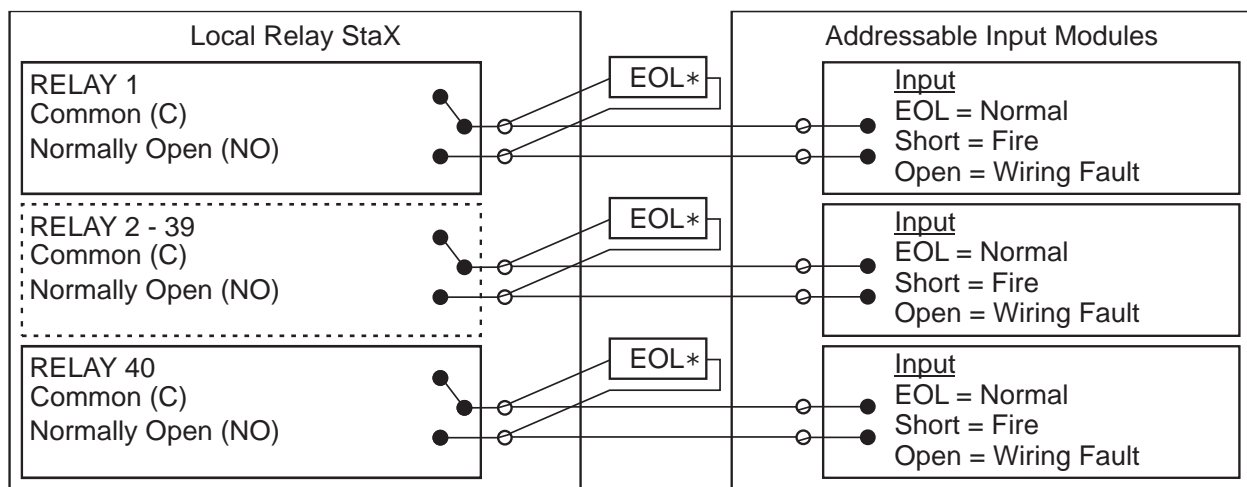 Local Relay StaX
Addressable Input Modules
RELAY 1
Common (C)
Normally Open (NO)
EOL*
Input
EOL = Normal
Short = Fire
Open = Wiring Fault
RELAY 2 - 39
Common (C)
Normally Open (NO)
EOL*
Input
EOL = Normal
Short = Fire
Open = Wiring Fault
RELAY 40
Common (C)
Normally Open (NO)
EOL*
Input
EOL = Normal
Short = Fire
Open = Wiring Fault